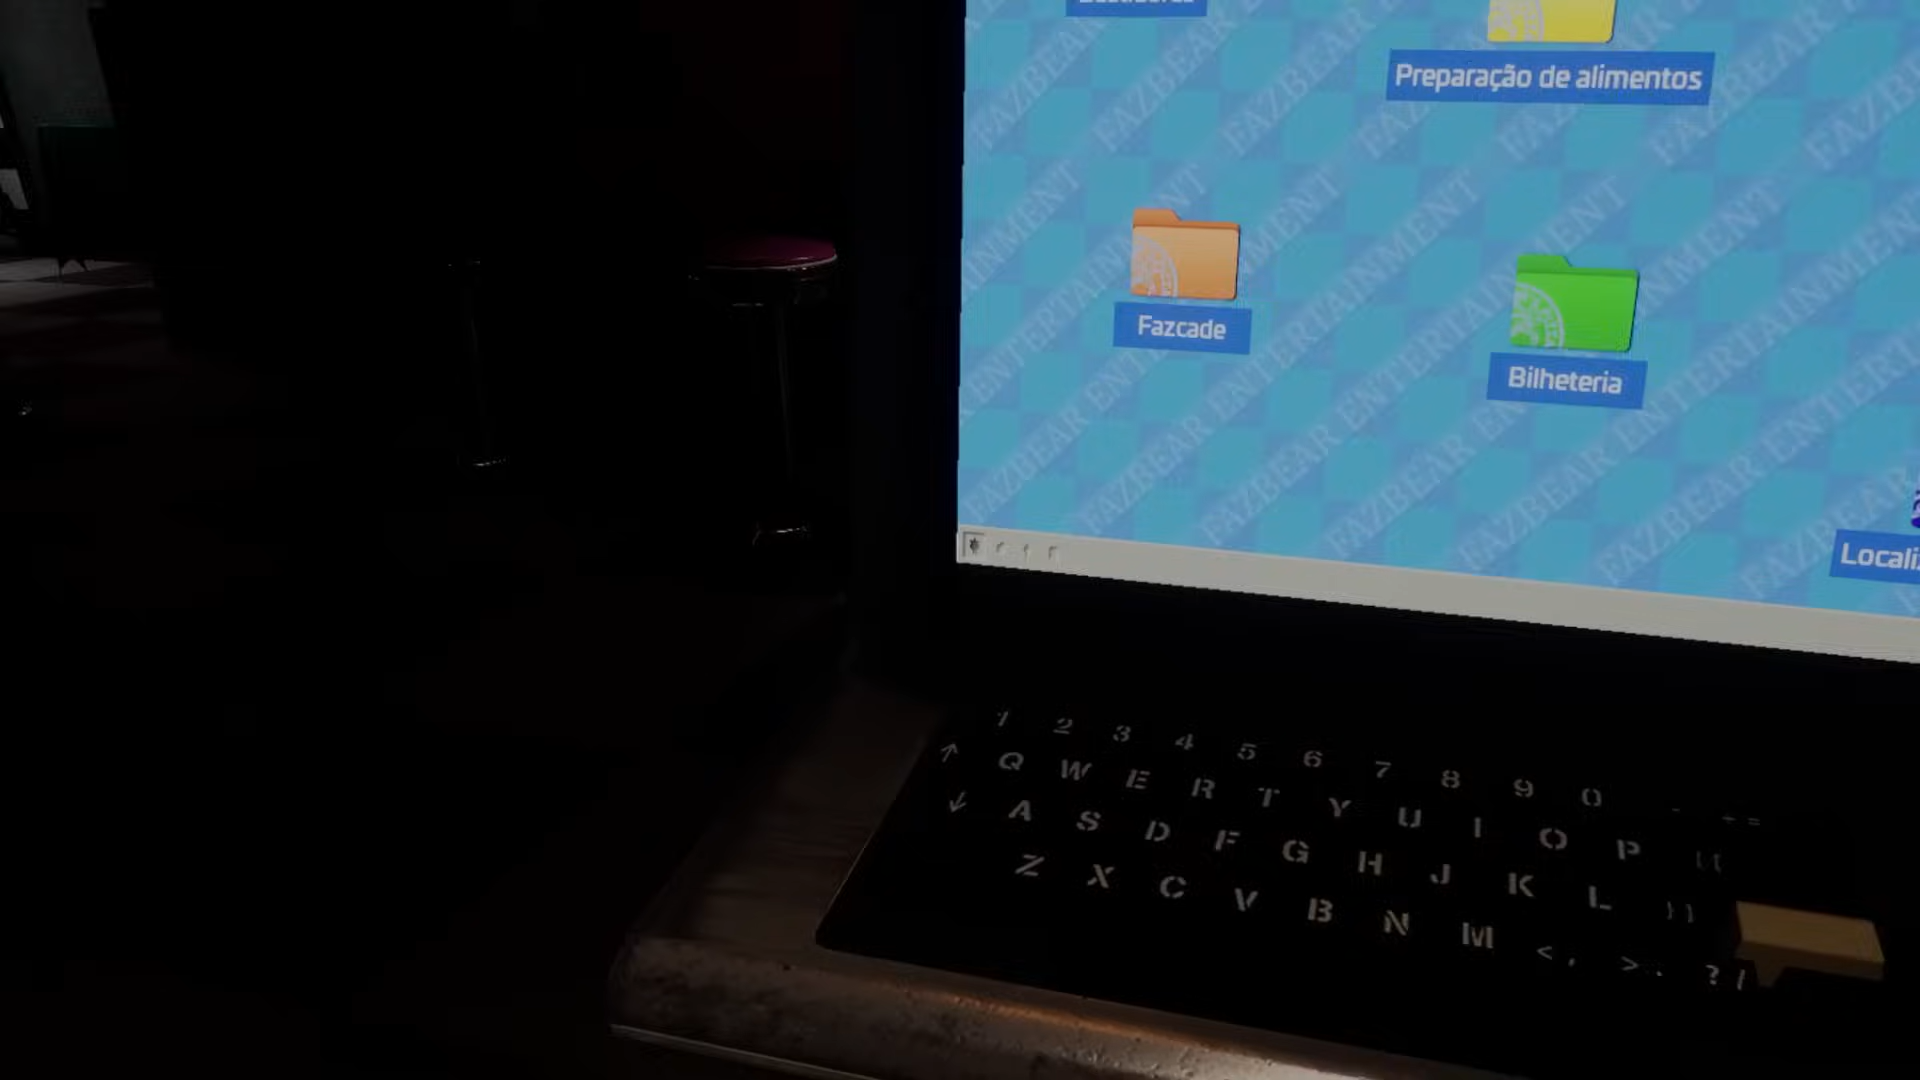 Preparação de alimentos
Fazcade
Bilheteria
FAZBEAR ENTERTAINMENT
1 2 3 4 5 6 7 8 9 0 - + =
Q W E R T Y U I O P [ {
A S D F G H J K L } ]
Z X C V B N M < , > . ? /